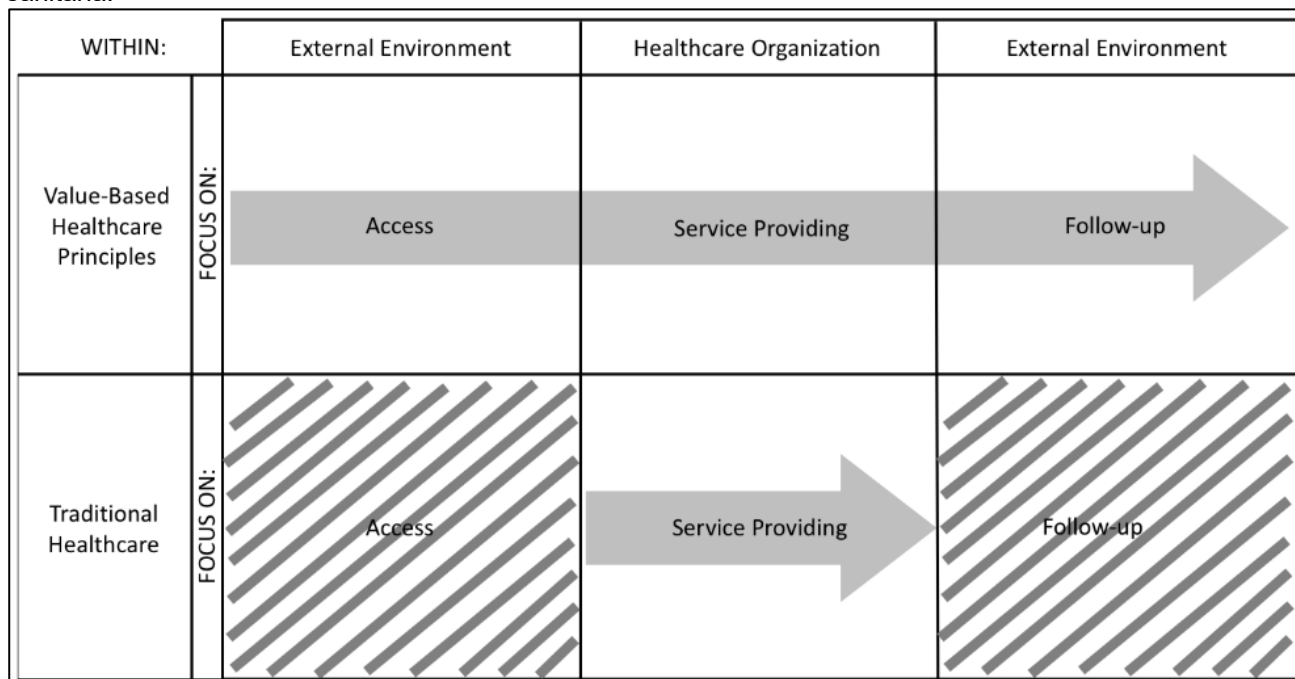 WITHIN:
External Environment
Healthcare Organization
External Environment
Value-Based
Healthcare
Principles
FOCUS ON:
Access
Service Providing
Follow-up
Traditional
Healthcare
FOCUS ON:
Access
Service Providing
Follow-up